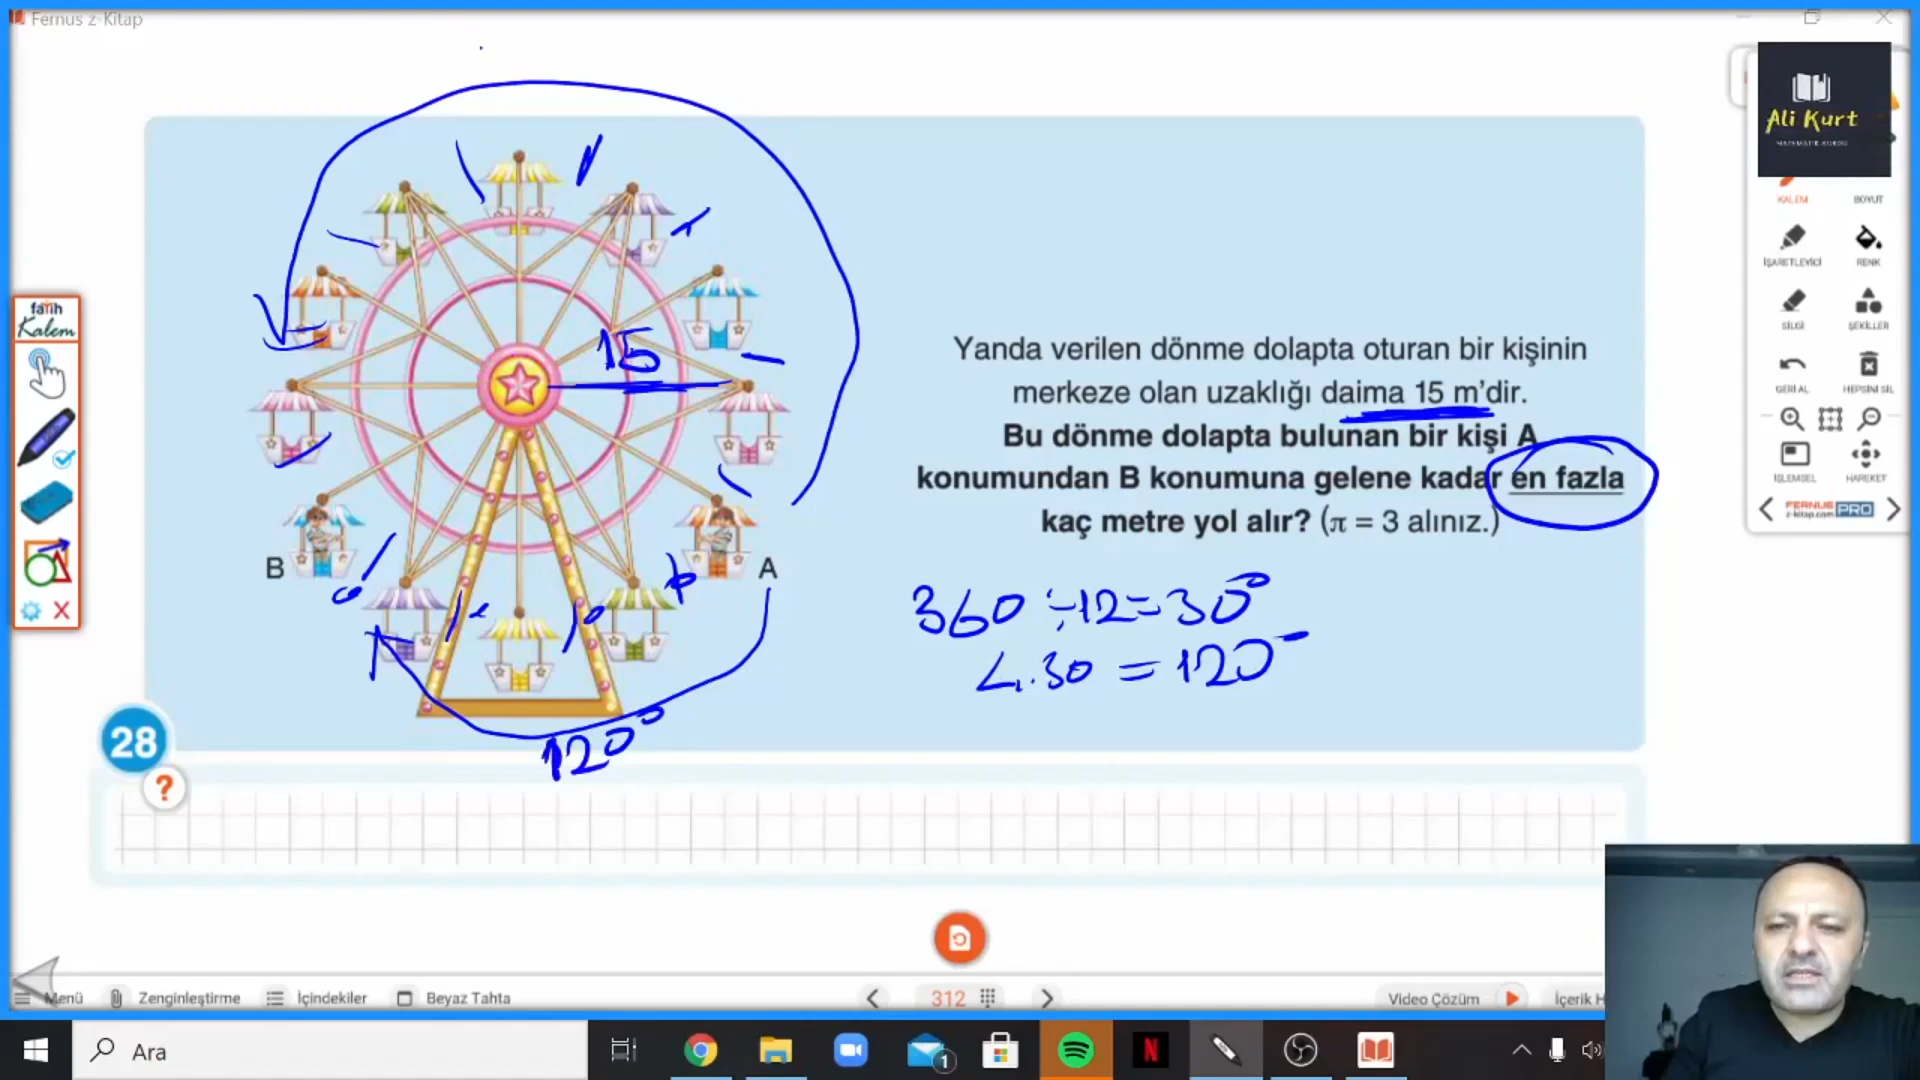 Fernus z-Kitap
Ali Kurt
KALEM
BOYUT
İŞARETLEYİCİ
RENK
SİLGİ
ŞEKİLLER
GERİ AL
HEPSİNİ SİL
İŞLEMSEL
HAREKET
FERNUS
z-kitap.com PRO
fatih
Kalem
15
Yanda verilen dönme dolapta oturan bir kişinin
merkeze olan uzaklığı daima 15 m'dir.
Bu dönme dolapta bulunan bir kişi A
konumundan B konumuna gelene kadar en fazla
kaç metre yol alır? (π = 3 alınız.)
B
A
360 ÷ 12 = 30°
4.30 = 120°
120°
28
?
Menü
Zenginleştirme
İçindekiler
Beyaz Tahta
312
Video Çözüm
İçerik H
Ara
1